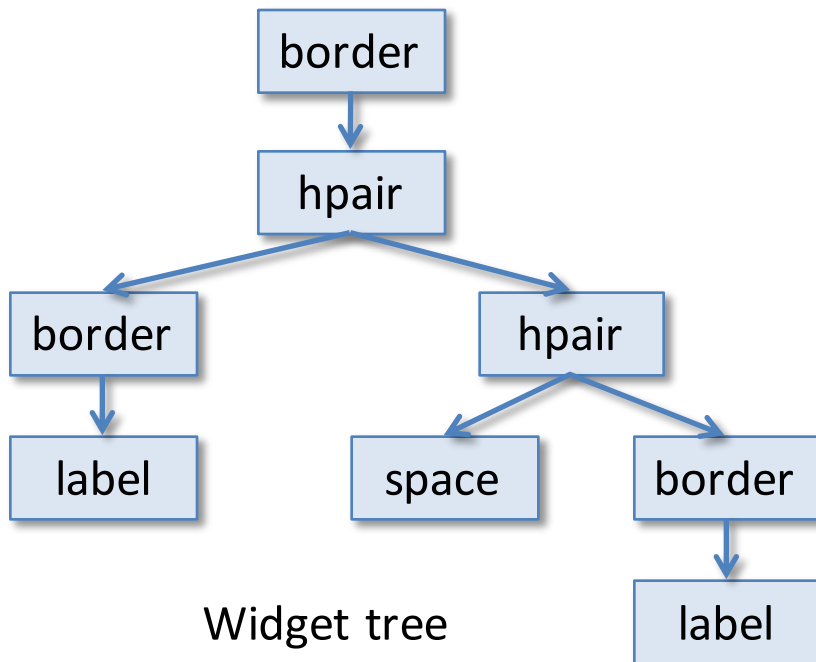 border
hpair
border
hpair
label
space
border
Widget tree
label